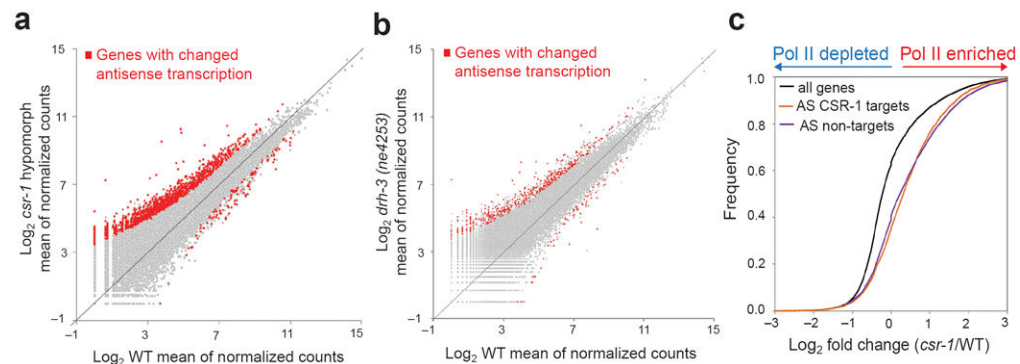 a
15
11
7
3
−1
Log2 csr-1 hypomorph
mean of normalized counts
Genes with changed
antisense transcription
−1 3 7 11 15
Log2 WT mean of normalized counts
b
15
11
7
3
−1
Log2 drh-3 (ne4253)
mean of normalized counts
Genes with changed
antisense transcription
−1 3 7 11 15
Log2 WT mean of normalized counts
c
Pol II depleted Pol II enriched
1.0
0.8
0.6
0.4
0.2
0.0
Frequency
all genes
AS CSR-1 targets
AS non-targets
−3 −2 −1 0 1 2 3
Log2 fold change (csr-1/WT)